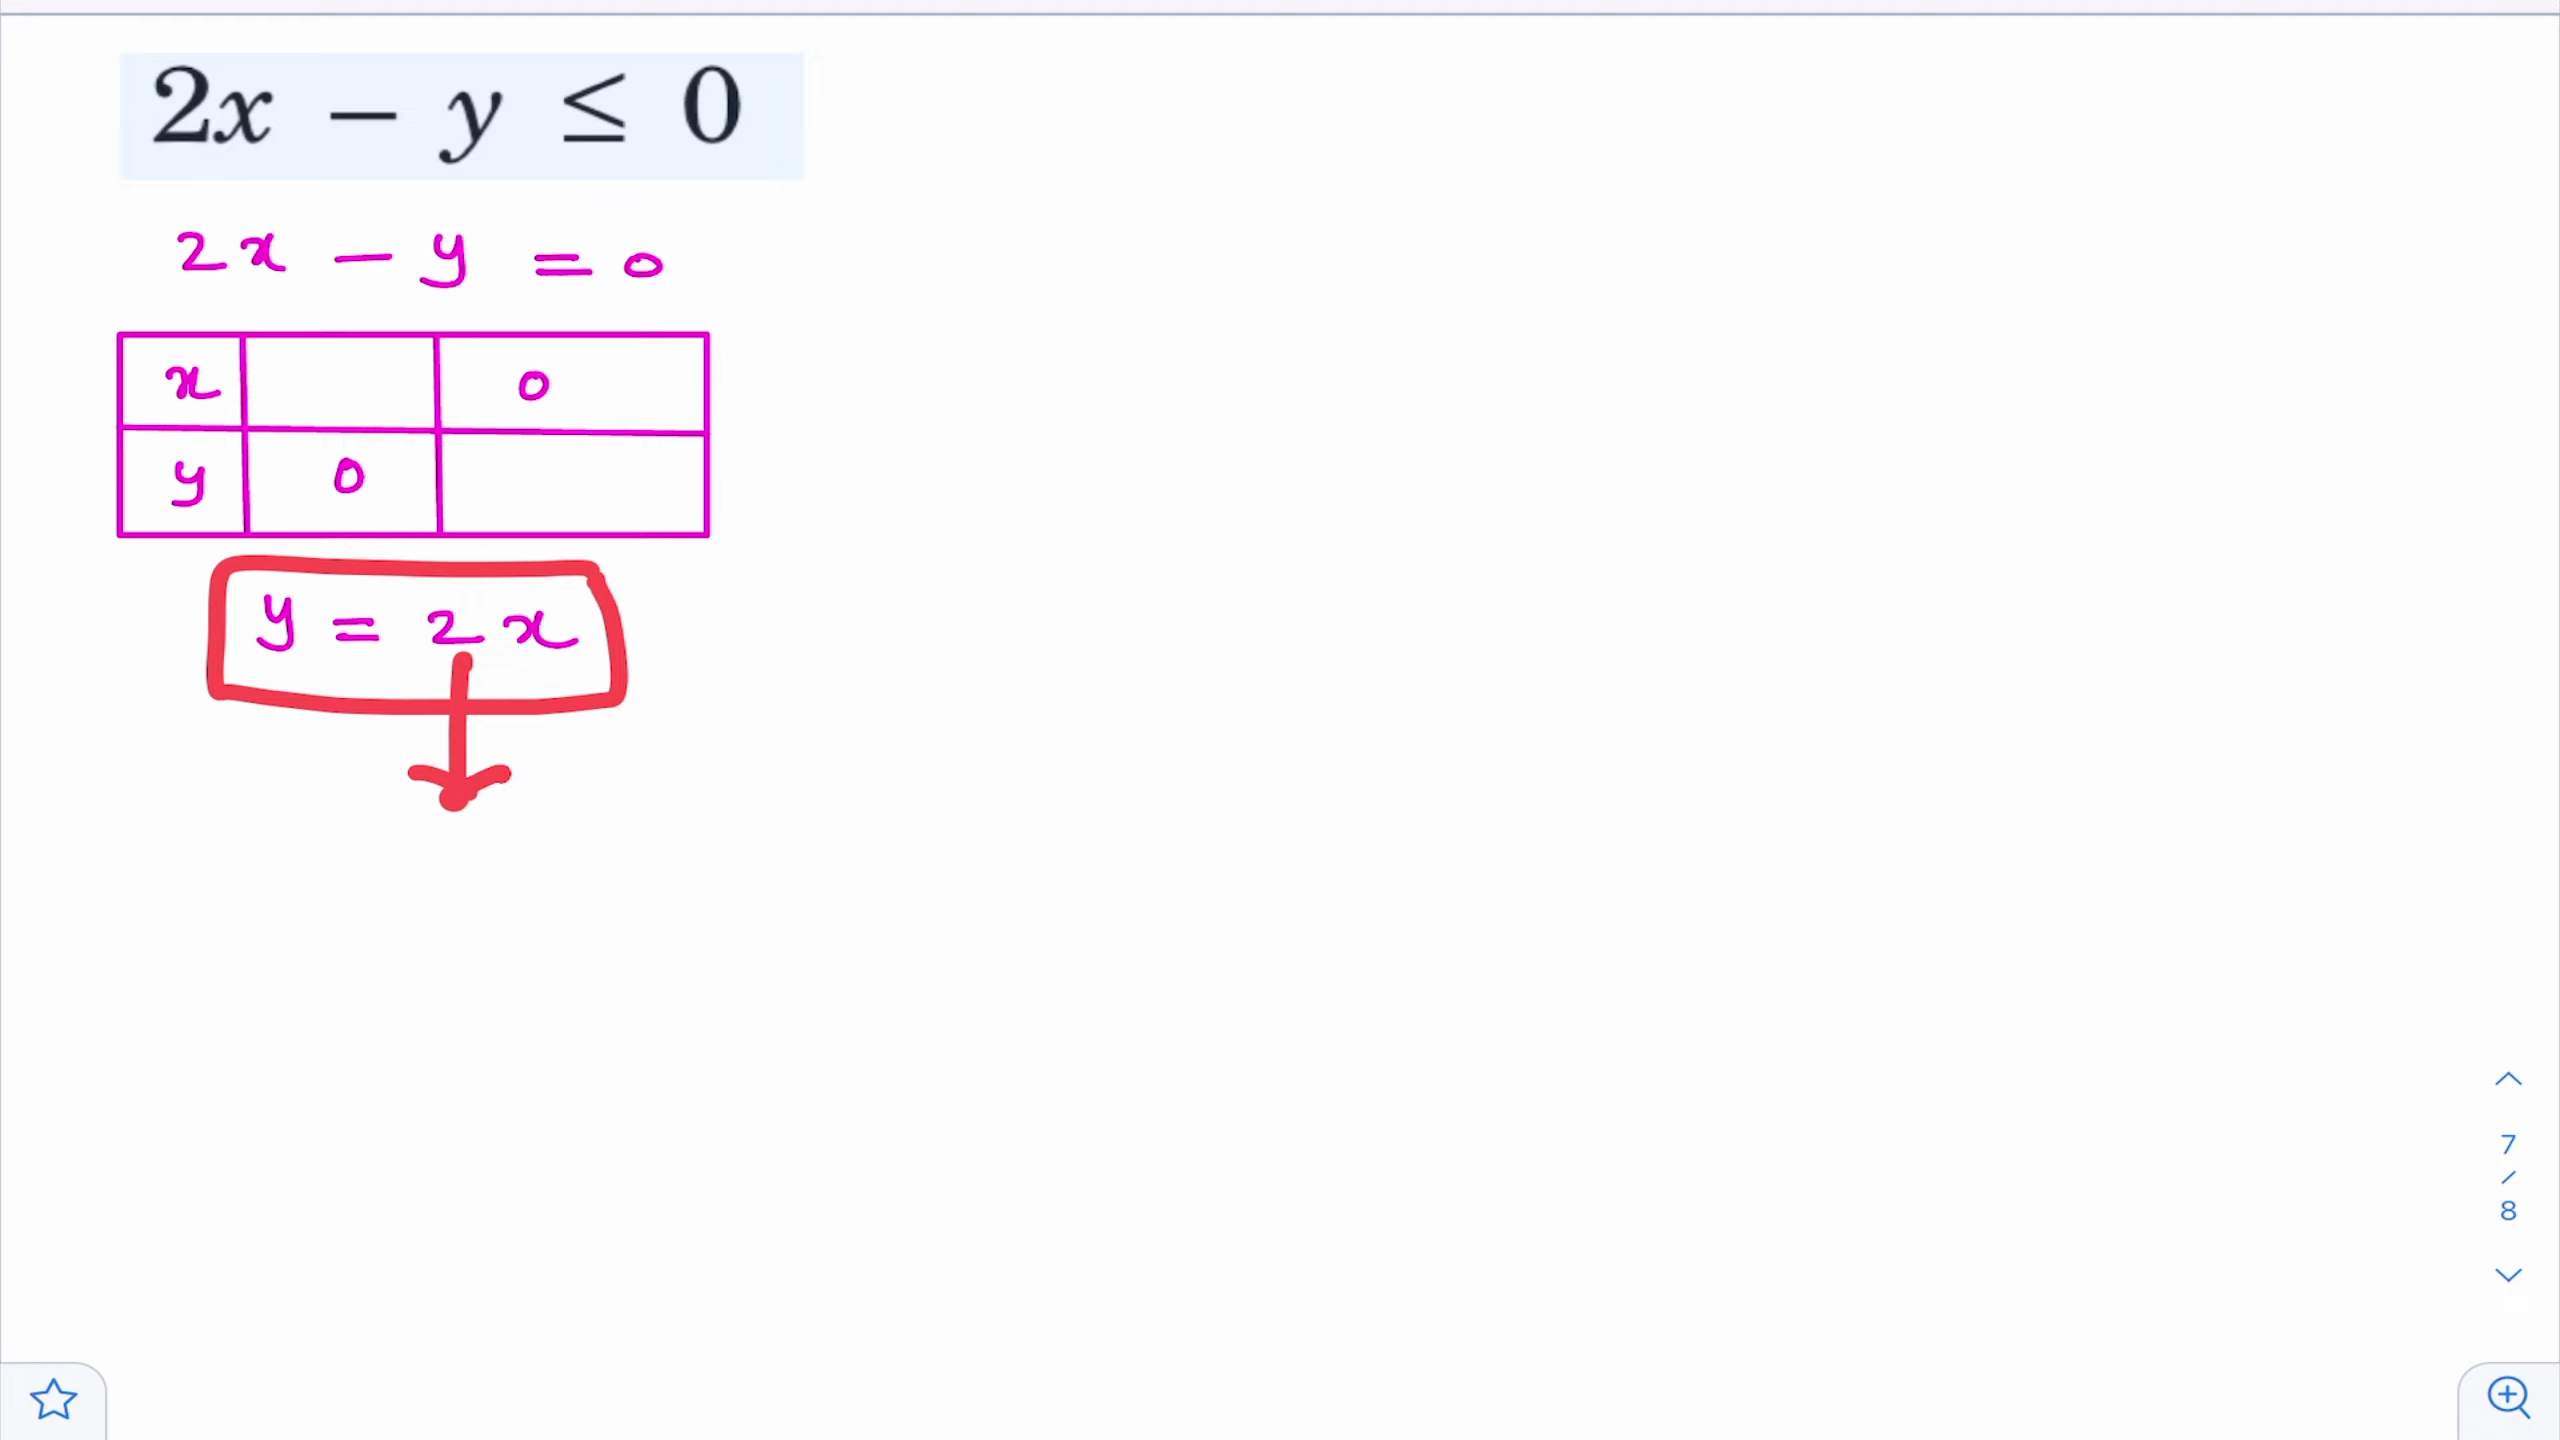 2x − y ≤ 0
2x − y = 0
x 0
y 0
y = 2x
7
/
8